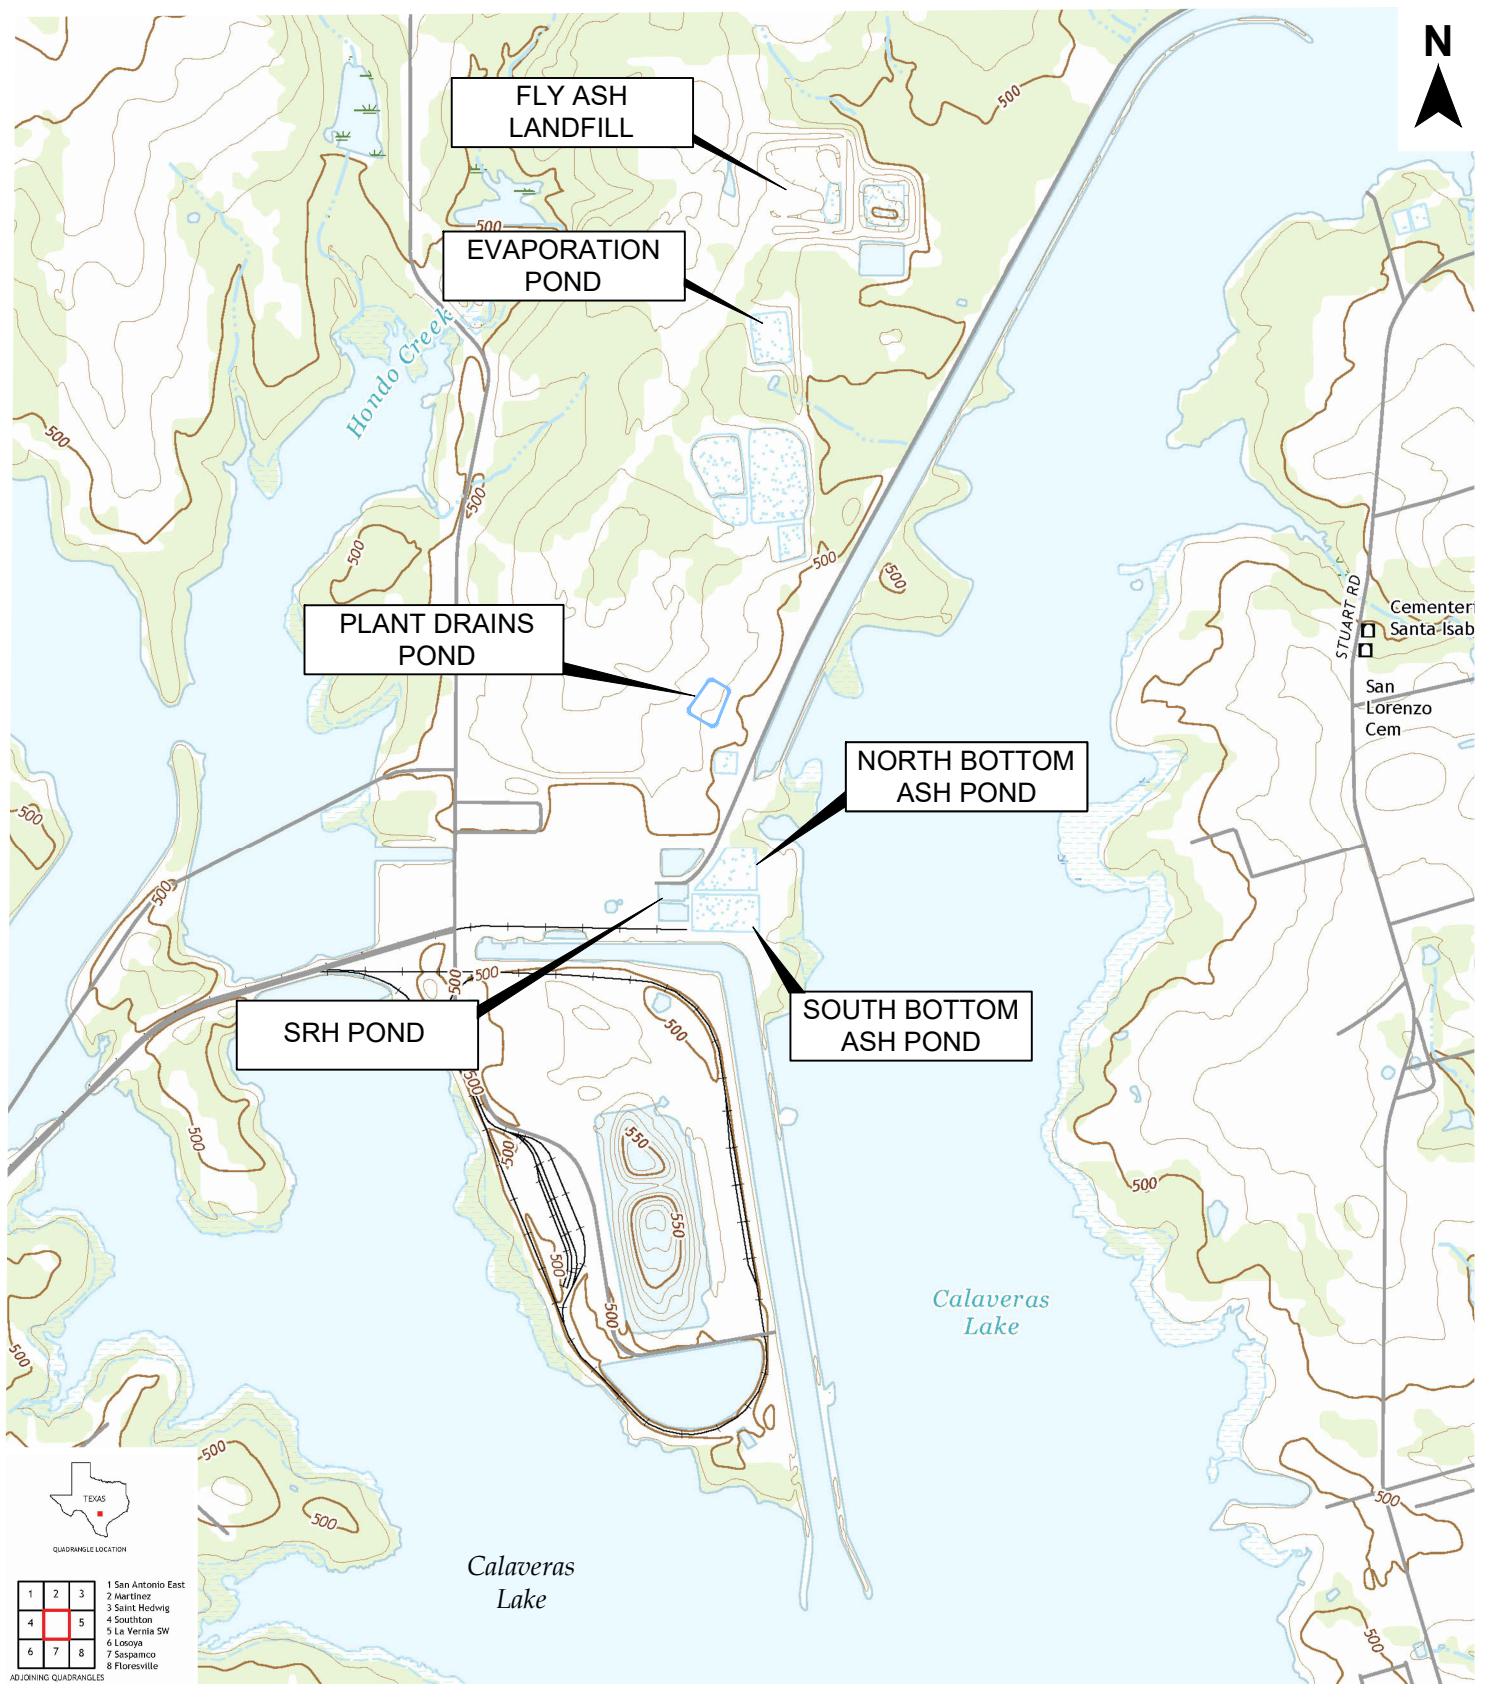 N
500
FLY ASH
LANDFILL
500
EVAPORATION
POND
Hondo Creek
500
500
500
500
500
STUART RD
Cementer
Santa Isab
PLANT DRAINS
POND
San
Lorenzo
Cem
NORTH BOTTOM
ASH POND
500
500
500
500
SRH POND
SOUTH BOTTOM
ASH POND
500
500
500
550
500
500
550
500
500
500
Calaveras
Lake
500
500
500
500
500
Calaveras
Lake
TEXAS
QUADRANGLE LOCATION
1 2 3
4 5
6 7 8
1 San Antonio East
2 Martinez
3 Saint Hedwig
4 Southton
5 La Vernia SW
6 Losoya
7 Saspamco
8 Floresville
ADJOINING QUADRANGLES